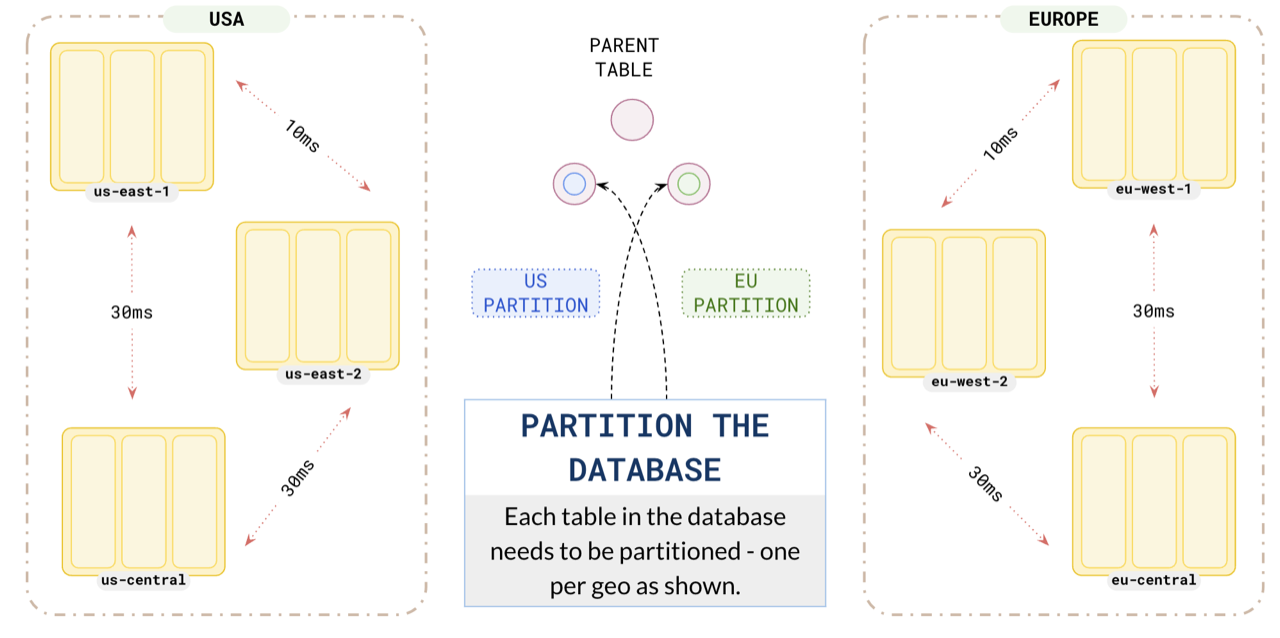 USA
us-east-1
10ms
30ms
us-east-2
30ms
us-central
PARENT
TABLE
US
PARTITION
EU
PARTITION
PARTITION THE
DATABASE
Each table in the database
needs to be partitioned - one
per geo as shown.
EUROPE
eu-west-1
10ms
30ms
eu-west-2
30ms
eu-central